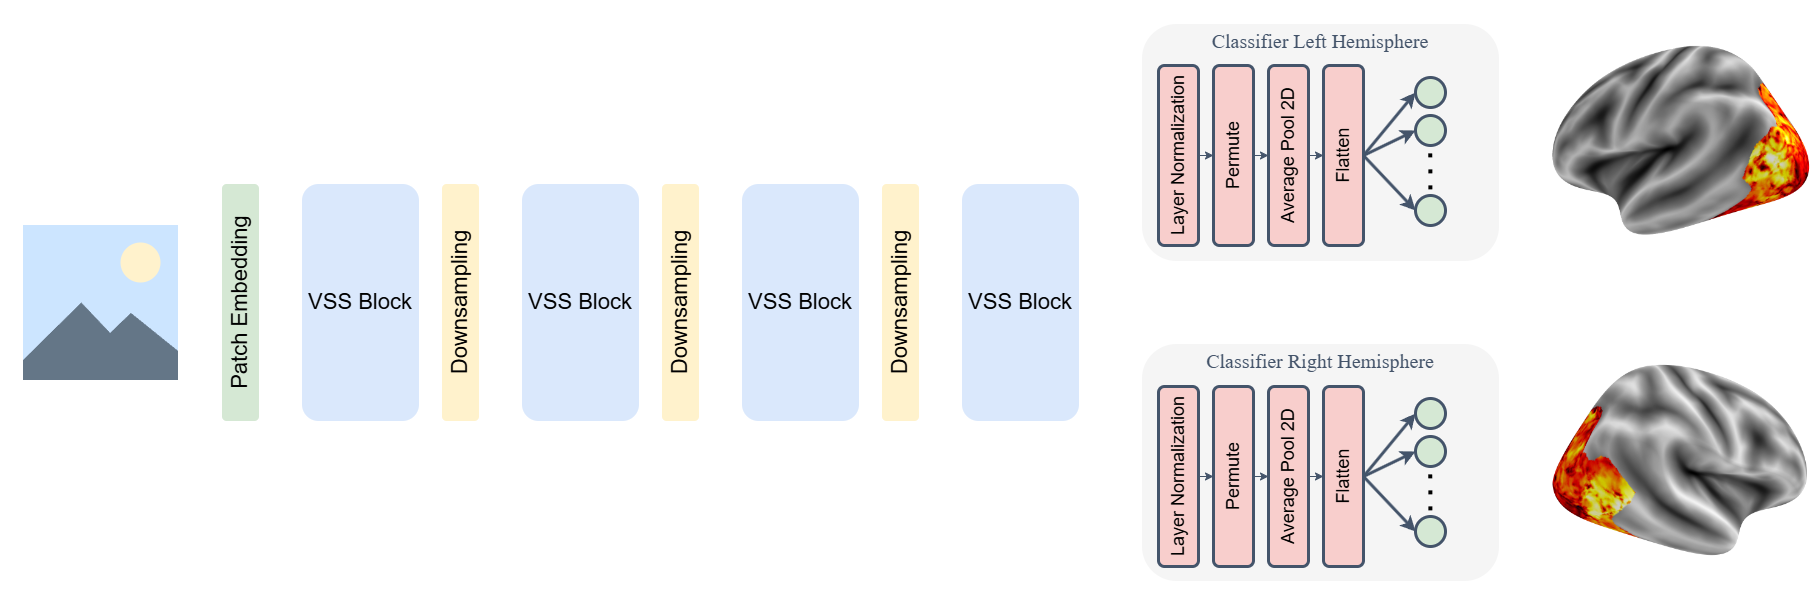 Patch Embedding
VSS Block
Downsampling
VSS Block
Downsampling
VSS Block
Downsampling
VSS Block
Classifier Left Hemisphere
Layer Normalization
Permute
Average Pool 2D
Flatten
Classifier Right Hemisphere
Layer Normalization
Permute
Average Pool 2D
Flatten